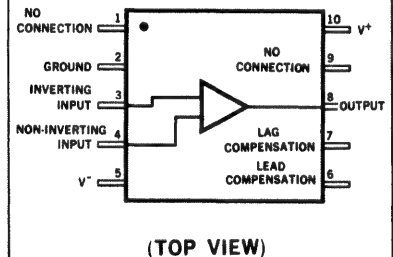 NO
CONNECTION
1
10
V+
GROUND
2
NO
CONNECTION
9
INVERTING
INPUT
3
8
OUTPUT
NON-INVERTING
INPUT
4
LAG
COMPENSATION
7
V-
5
LEAD
COMPENSATION
6
(TOP VIEW)